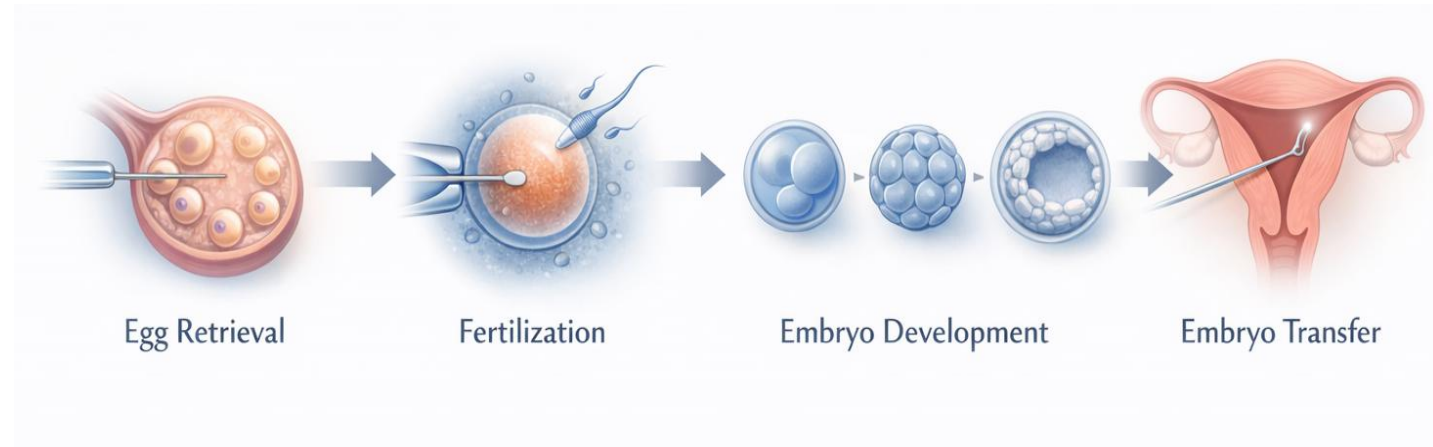 Egg Retrieval
Fertilization
Embryo Development
Embryo Transfer